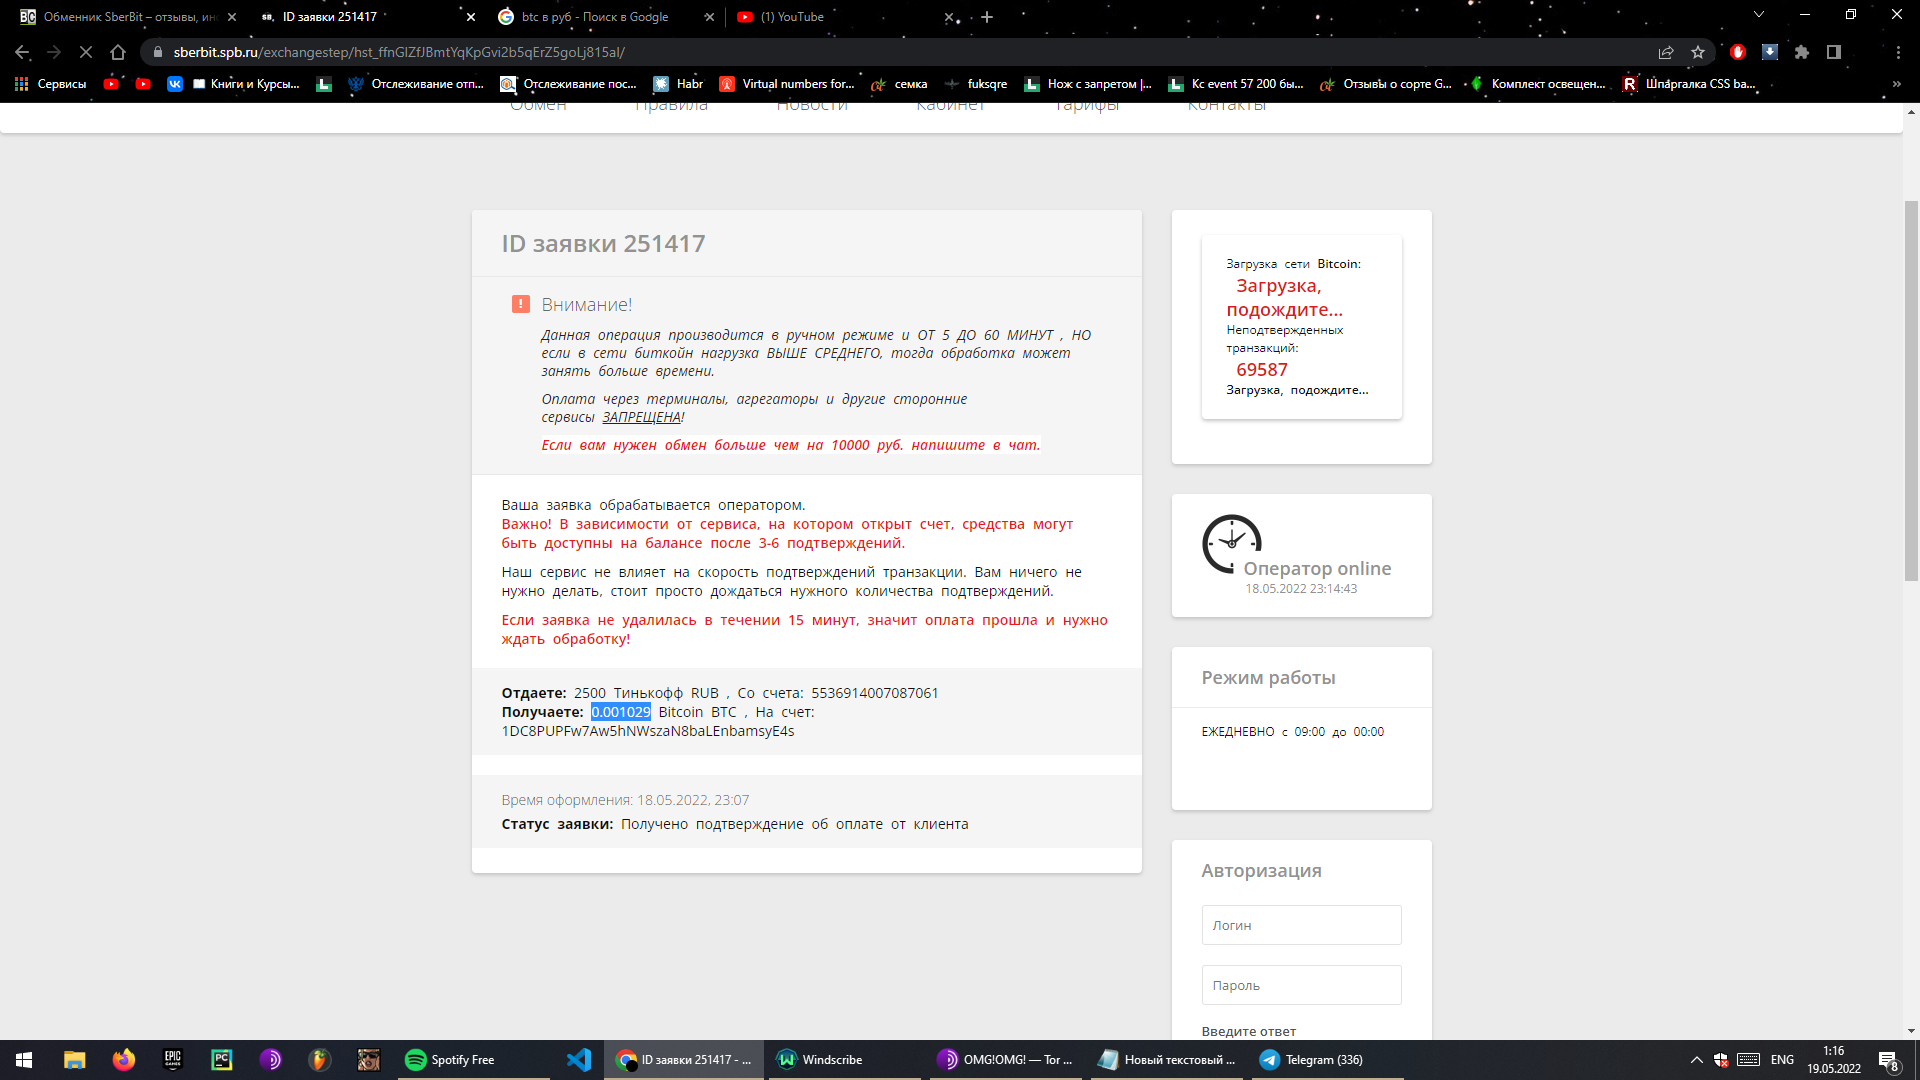 Обменник SberBit – отзывы, ин
ID заявки 251417
btc в руб - Поиск в Google
(1) YouTube
sberbit.spb.ru/exchangestep/hst_ffnGlZfJBmtYqKpGvi2b5qErZ5goLj815al/
Сервисы
Книги и Курсы...
Отслеживание отп...
Отслеживание пос...
Habr
Virtual numbers for...
семка
fuksqre
Нож с запретом |...
Кс event 57 200 бы...
Отзывы о сорте G...
Комплект освещен...
Шпаргалка CSS ba...
Обмен
Правила
Новости
Кабинет
Тарифы
Контакты
ID заявки 251417
Внимание!
Данная операция производится в ручном режиме и ОТ 5 ДО 60 МИНУТ , НО
если в сети биткойн нагрузка ВЫШЕ СРЕДНЕГО, тогда обработка может
занять больше времени.
Оплата через терминалы, агрегаторы и другие сторонние
сервисы ЗАПРЕЩЕНА!
Если вам нужен обмен больше чем на 10000 руб. напишите в чат.
Ваша заявка обрабатывается оператором.
Важно! В зависимости от сервиса, на котором открыт счет, средства могут
быть доступны на балансе после 3-6 подтверждений.
Наш сервис не влияет на скорость подтверждений транзакции. Вам ничего не
нужно делать, стоит просто дождаться нужного количества подтверждений.
Если заявка не удалилась в течении 15 минут, значит оплата прошла и нужно
ждать обработку!
Отдаете: 2500 Тинькофф RUB , Со счета: 5536914007087061
Получаете: 0.001029 Bitcoin BTC , На счет:
1DC8PUPFw7Aw5hNWszaN8baLEnbamsyE4s
Время оформления: 18.05.2022, 23:07
Статус заявки: Получено подтверждение об оплате от клиента
Загрузка сети Bitcoin:
Загрузка,
подождите...
Неподтвержденных
транзакций:
69587
Загрузка, подождите...
Оператор online
18.05.2022 23:14:43
Режим работы
ЕЖЕДНЕВНО с 09:00 до 00:00
Авторизация
Логин
Пароль
Введите ответ
Spotify Free
ID заявки 251417 - ...
Windscribe
OMG!OMG! — Tor ...
Новый текстовый ...
Telegram (336)
ENG
1:16
19.05.2022
8